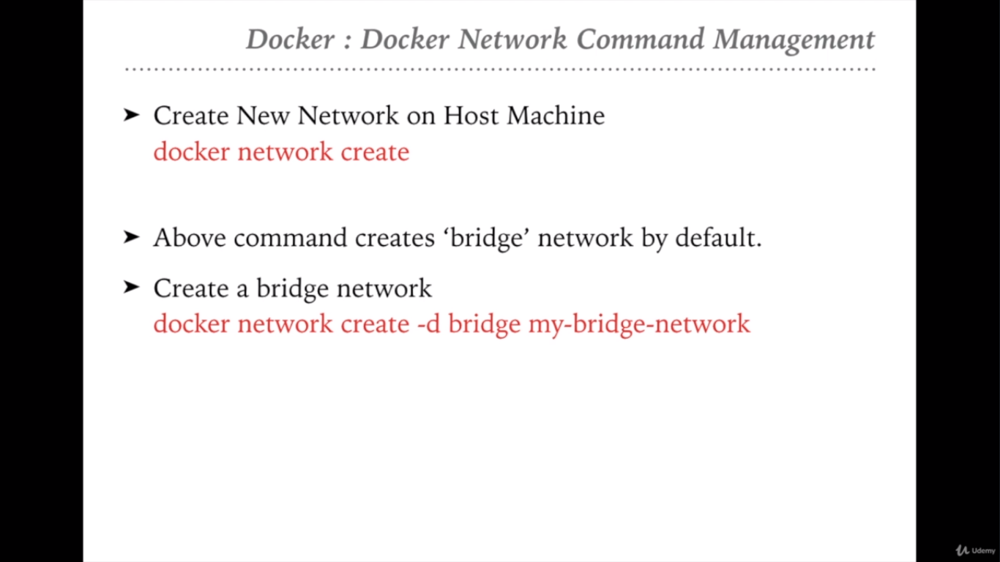 Docker : Docker Network Command Management
➤ Create New Network on Host Machine
docker network create
➤ Above command creates ‘bridge’ network by default.
➤ Create a bridge network
docker network create -d bridge my-bridge-network
Udemy